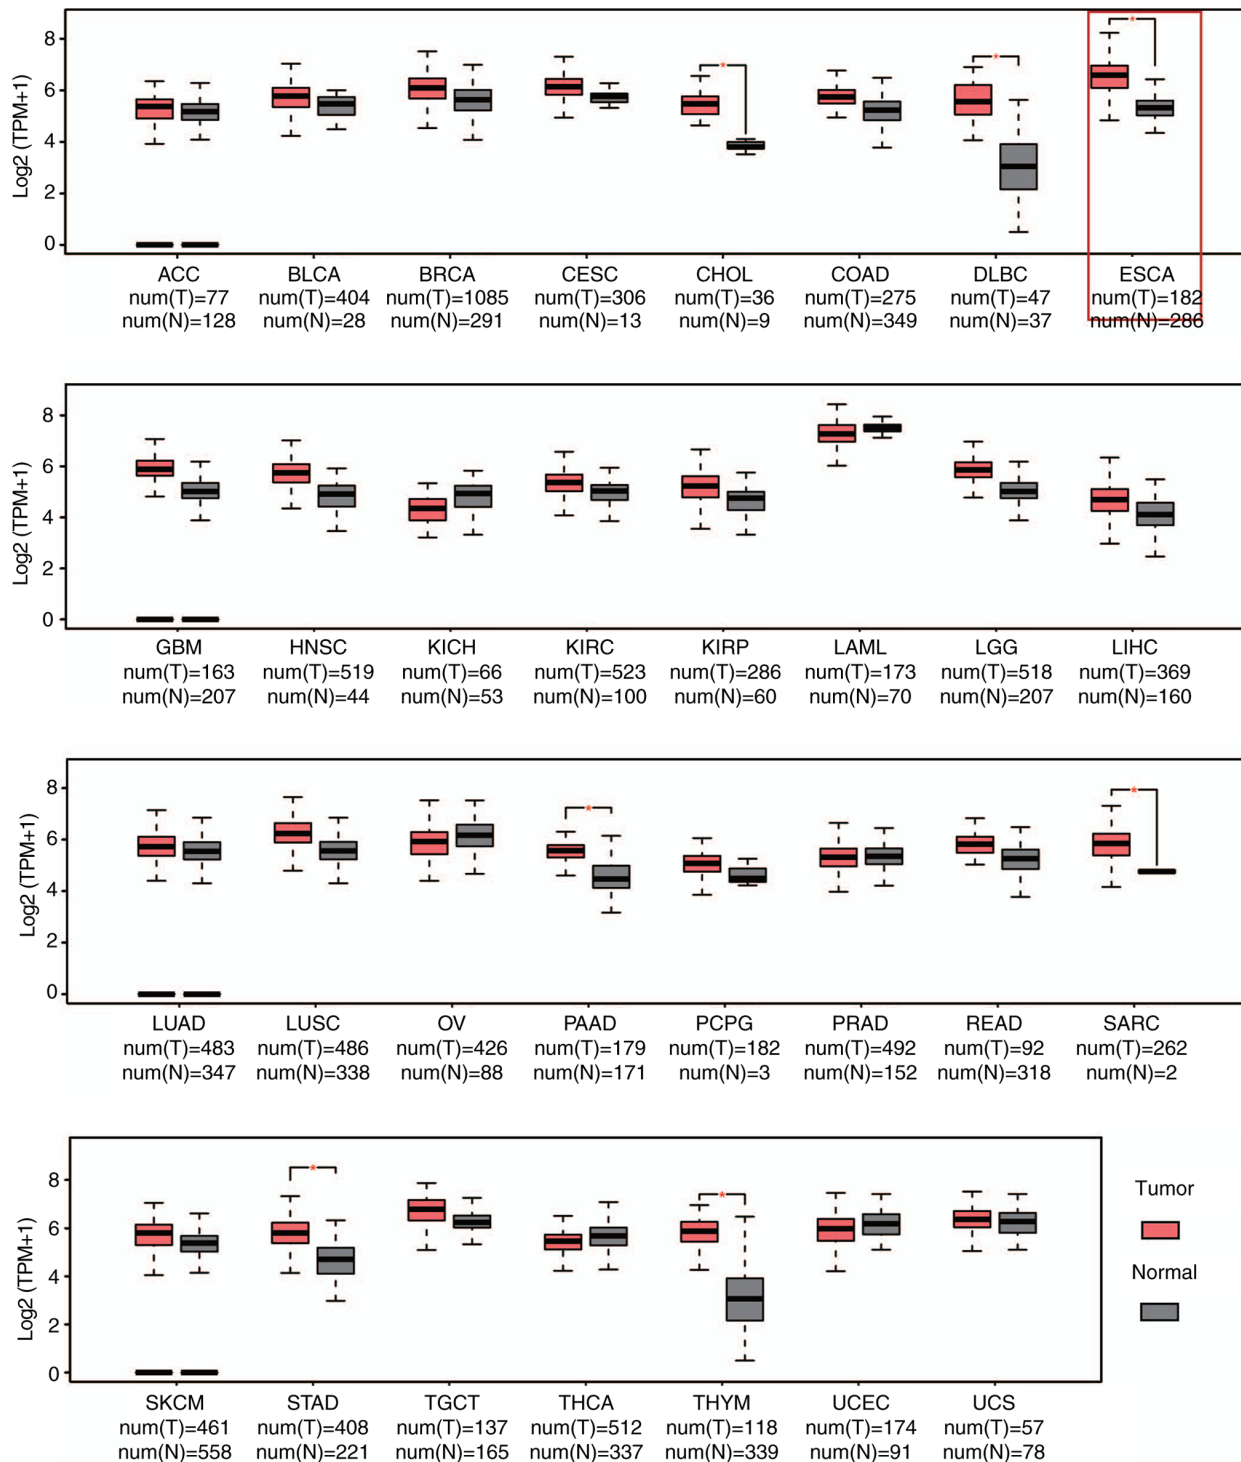 Log2 (TPM+1)
8
6
4
2
0
* * *
ACC BLCA BRCA CESC CHOL COAD DLBC ESCA
num(T)=77 num(T)=404 num(T)=1085 num(T)=306 num(T)=36 num(T)=275 num(T)=47 num(T)=182
num(N)=128 num(N)=28 num(N)=291 num(N)=13 num(N)=9 num(N)=349 num(N)=37 num(N)=286
Log2 (TPM+1)
8
6
4
2
0
GBM HNSC KICH KIRC KIRP LAML LGG LIHC
num(T)=163 num(T)=519 num(T)=66 num(T)=523 num(T)=286 num(T)=173 num(T)=518 num(T)=369
num(N)=207 num(N)=44 num(N)=53 num(N)=100 num(N)=60 num(N)=70 num(N)=207 num(N)=160
Log2 (TPM+1)
8
6
4
2
0
* *
LUAD LUSC OV PAAD PCPG PRAD READ SARC
num(T)=483 num(T)=486 num(T)=426 num(T)=179 num(T)=182 num(T)=492 num(T)=92 num(T)=262
num(N)=347 num(N)=338 num(N)=88 num(N)=171 num(N)=3 num(N)=152 num(N)=318 num(N)=2
Log2 (TPM+1)
8
6
4
2
0
* *
SKCM STAD TGCT THCA THYM UCEC UCS
num(T)=461 num(T)=408 num(T)=137 num(T)=512 num(T)=118 num(T)=174 num(T)=57
num(N)=558 num(N)=221 num(N)=165 num(N)=337 num(N)=339 num(N)=91 num(N)=78
Tumor
Normal